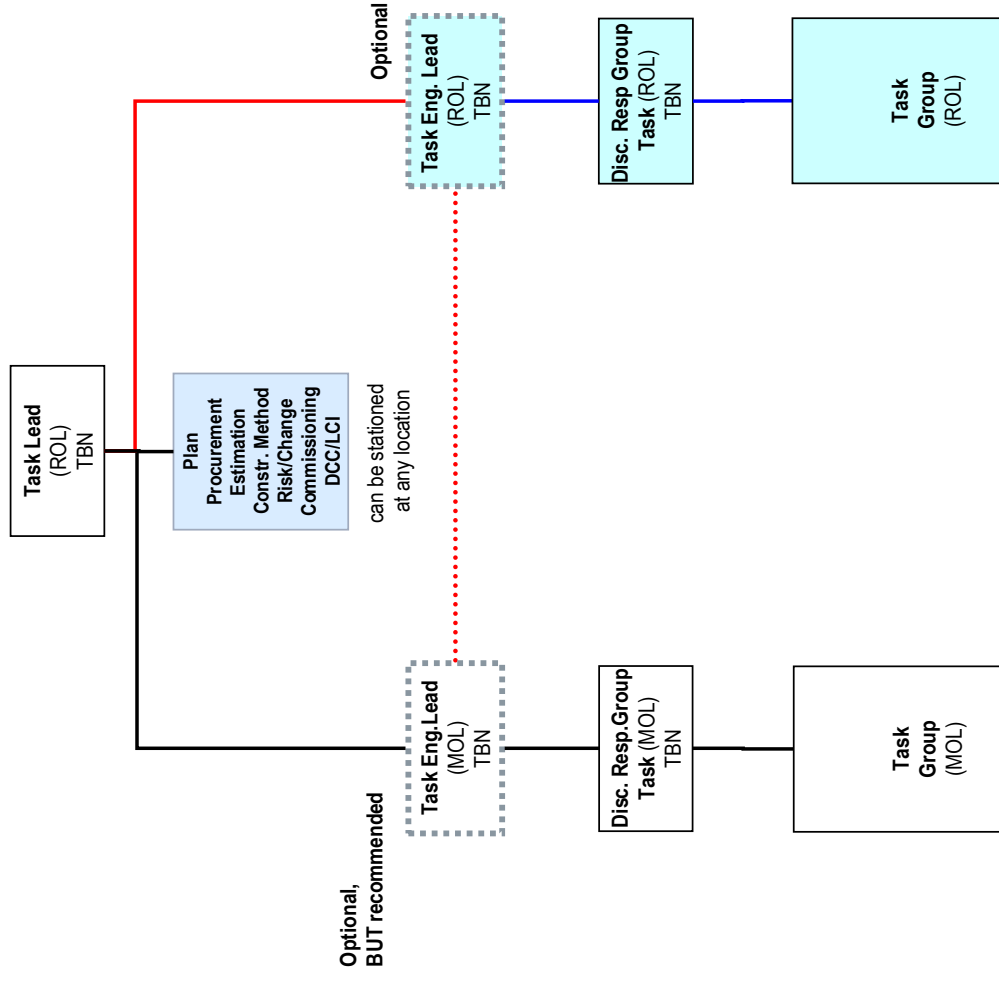 Task Lead
(ROL)
TBN
Plan
Procurement
Estimation
Constr. Method
Risk/Change
Commissioning
DCC/LCI
can be stationed
at any location
Optional,
BUT recommended
Task Eng.Lead
(MOL)
TBN
Optional
Task Eng. Lead
(ROL)
TBN
Disc. Resp.Group
Task (MOL)
TBN
Disc. Resp Group
Task (ROL)
TBN
Task
Group
(MOL)
Task
Group
(ROL)